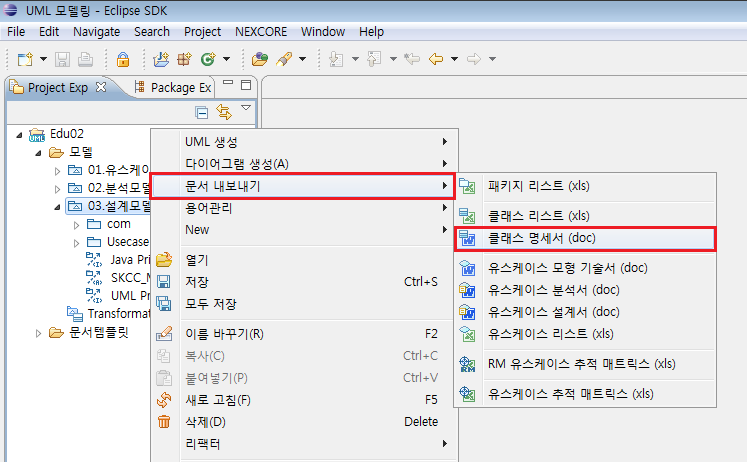 UML 모델링 - Eclipse SDK
File Edit Navigate Search Project NEXCORE Window Help
Project Exp Package Ex
Edu02
모델
01.유스케이
02.분석모델
03.설계모델
com
Usecase
Java Pri
SKCC_M
UML Pr
Transforma
문서템플릿
UML 생성
다이어그램 생성(A)
문서 내보내기
용어관리
New
열기
저장 Ctrl+S
모두 저장
이름 바꾸기(R) F2
복사(C) Ctrl+C
붙여넣기(P) Ctrl+V
새로 고침(F) F5
삭제(D) Delete
리팩터
패키지 리스트 (xls)
클래스 리스트 (xls)
클래스 명세서 (doc)
유스케이스 모형 기술서 (doc)
유스케이스 분석서 (doc)
유스케이스 설계서 (doc)
유스케이스 리스트 (xls)
RM 유스케이스 추적 매트릭스 (xls)
유스케이스 추적 매트릭스 (xls)